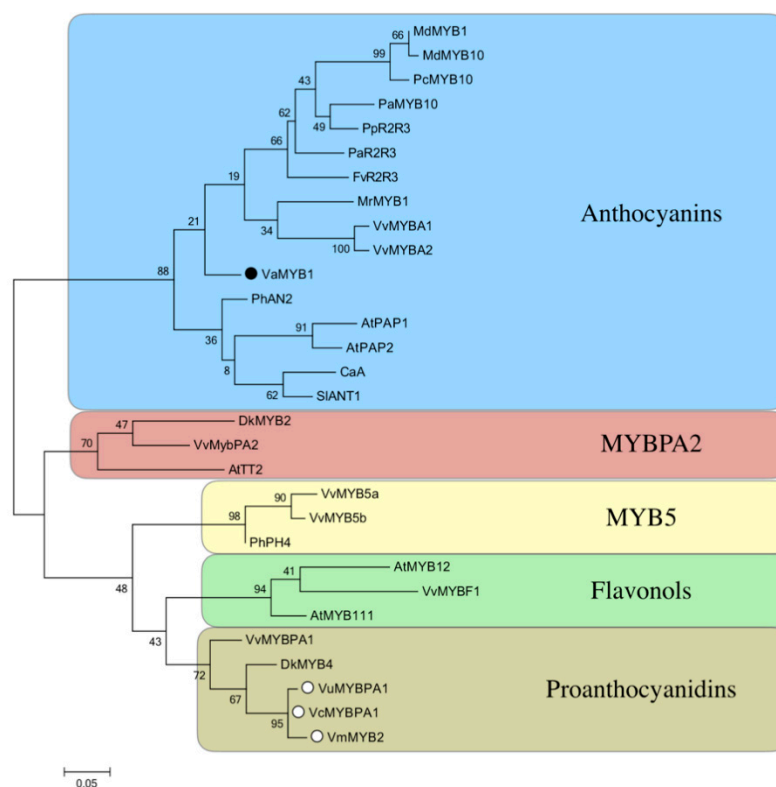 MdMYB1
66
MdMYB10
99
PcMYB10
43
PaMYB10
62
49
PpR2R3
66
PaR2R3
19
FvR2R3
MrMYB1
Anthocyanins
21
34
VvMYBA1
100
VvMYBA2
88
VaMYB1
PhAN2
36
91
AtPAP1
AtPAP2
8
CaA
62
SlANT1
DkMYB2
47
70
VvMybPA2
MYBPA2
AtTT2
VvMYB5a
90
98
VvMYB5b
MYB5
PhPH4
48
AtMYB12
41
94
VvMYBF1
Flavonols
AtMYB111
43
VvMYBPA1
72
DkMYB4
67
VuMYBPA1
Proanthocyanidins
95
VcMYBPA1
VmMYB2
0.05